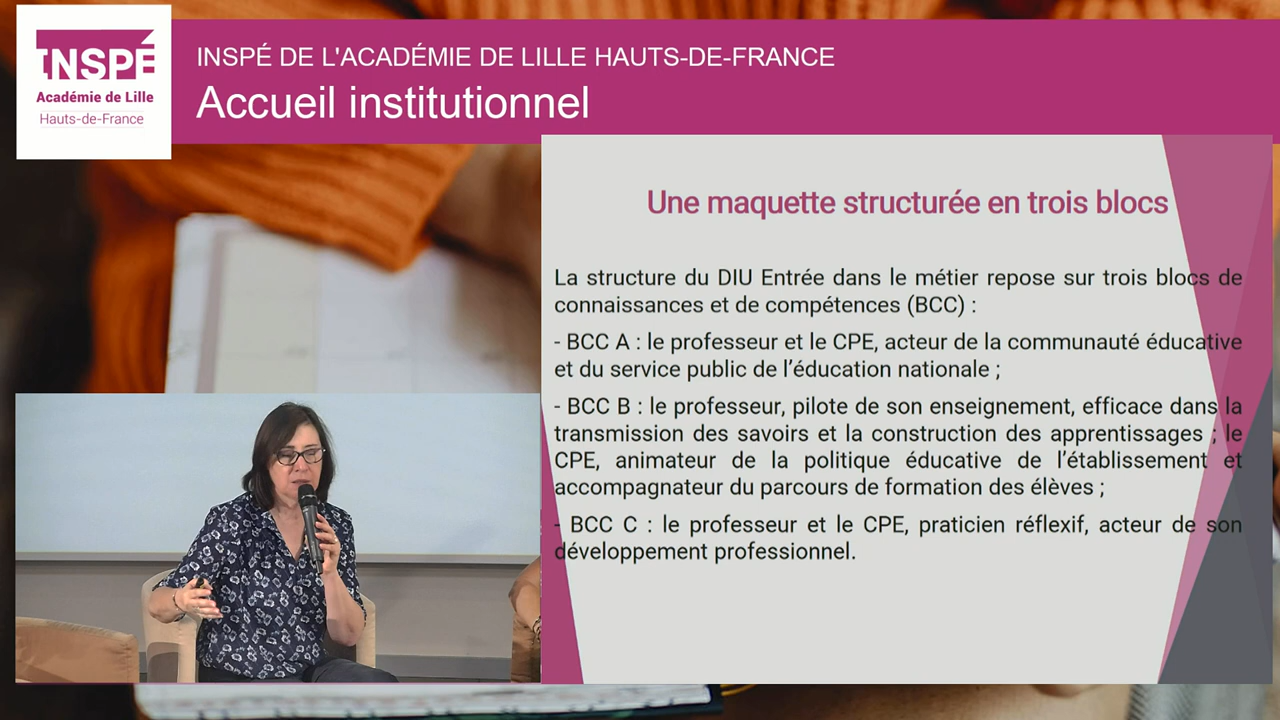 INSPÉ
Académie de Lille
Hauts-de-France
INSPÉ DE L'ACADÉMIE DE LILLE HAUTS-DE-FRANCE
Accueil institutionnel
Une maquette structurée en trois blocs
La structure du DIU Entrée dans le métier repose sur trois blocs de
connaissances et de compétences (BCC) :
- BCC A : le professeur et le CPE, acteur de la communauté éducative
et du service public de l’éducation nationale ;
- BCC B : le professeur, pilote de son enseignement, efficace dans la
transmission des savoirs et la construction des apprentissages ; le
CPE, animateur de la politique éducative de l’établissement et
accompagnateur du parcours de formation des élèves ;
- BCC C : le professeur et le CPE, praticien réflexif, acteur de son
développement professionnel.